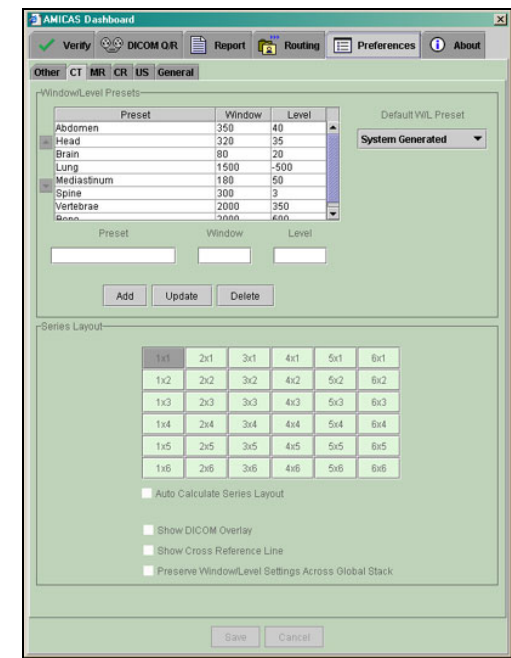 AMICAS Dashboard
Verify DICOM Q/R Report Routing Preferences About
Other CT MR CR US General
Window/Level Presets
Preset Window Level
Abdomen 350 40
Head 320 35
Brain 80 20
Lung 1500 -500
Mediastinum 180 50
Spine 300 3
Vertebrae 2000 350
Bone 2000 600
Default W/L Preset
System Generated
Preset Window Level
Add Update Delete
Series Layout
1x1 2x1 3x1 4x1 5x1 6x1
1x2 2x2 3x2 4x2 5x2 6x2
1x3 2x3 3x3 4x3 5x3 6x3
1x4 2x4 3x4 4x4 5x4 6x4
1x5 2x5 3x5 4x5 5x5 6x5
1x6 2x6 3x6 4x6 5x6 6x6
Auto Calculate Series Layout
Show DICOM Overlay
Show Cross Reference Line
Preserve Window/Level Settings Across Global Stack
Save Cancel